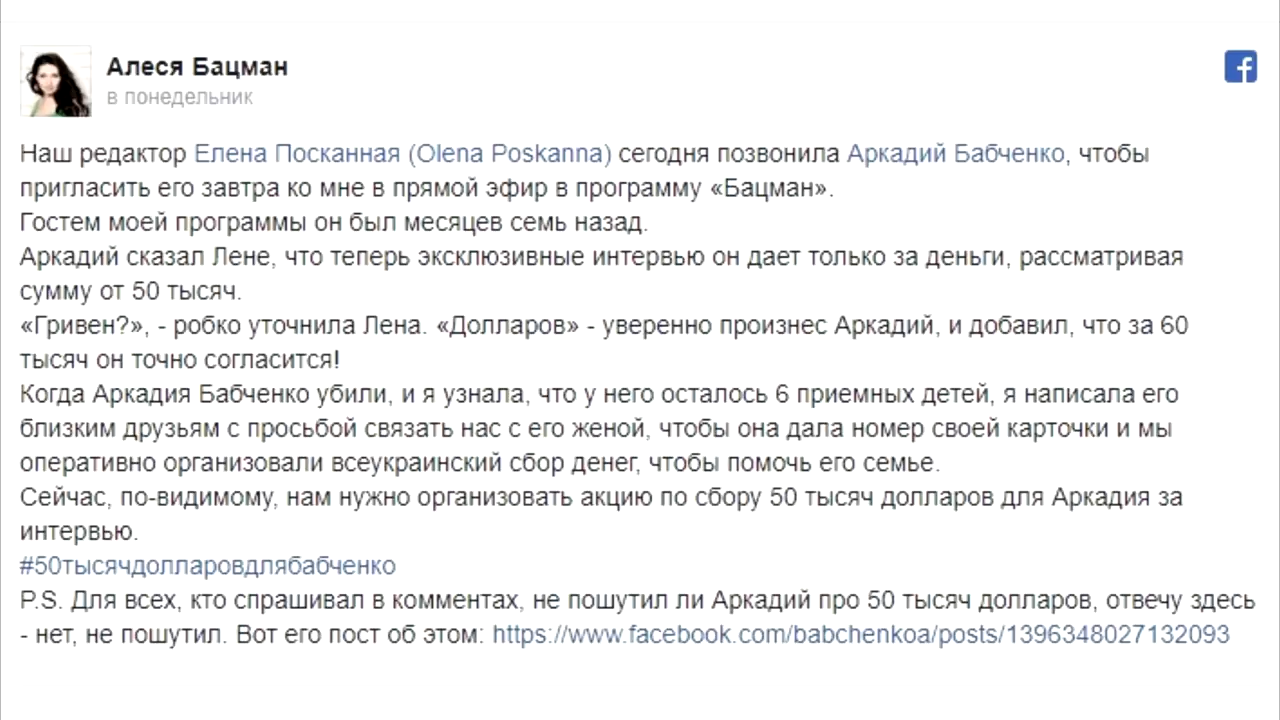 Алеся Бацман
в понедельник
Наш редактор Елена Посканная (Olena Poskanna) сегодня позвонила Аркадий Бабченко, чтобы
пригласить его завтра ко мне в прямой эфир в программу «Бацман».
Гостем моей программы он был месяцев семь назад.
Аркадий сказал Лене, что теперь эксклюзивные интервью он дает только за деньги, рассматривая
сумму от 50 тысяч.
«Гривен?», - робко уточнила Лена. «Долларов» - уверенно произнес Аркадий, и добавил, что за 60
тысяч он точно согласится!
Когда Аркадия Бабченко убили, и я узнала, что у него осталось 6 приемных детей, я написала его
близким друзьям с просьбой связать нас с его женой, чтобы она дала номер своей карточки и мы
оперативно организовали всеукраинский сбор денег, чтобы помочь его семье.
Сейчас, по-видимому, нам нужно организовать акцию по сбору 50 тысяч долларов для Аркадия за
интервью.
#50тысячдолларовдлябабченко
P.S. Для всех, кто спрашивал в комментах, не пошутил ли Аркадий про 50 тысяч долларов, отвечу здесь
- нет, не пошутил. Вот его пост об этом: https://www.facebook.com/babchenkoa/posts/1396348027132093